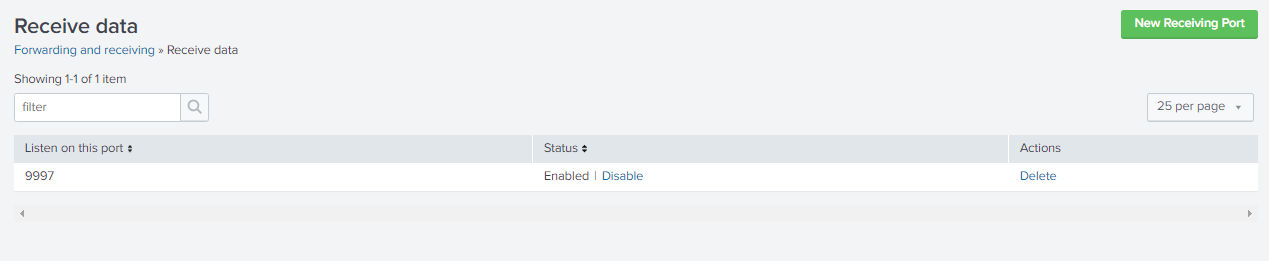 Receive data
New Receiving Port
Forwarding and receiving » Receive data
Showing 1-1 of 1 item
filter
25 per page
Listen on this port Status Actions
9997 Enabled | Disable Delete